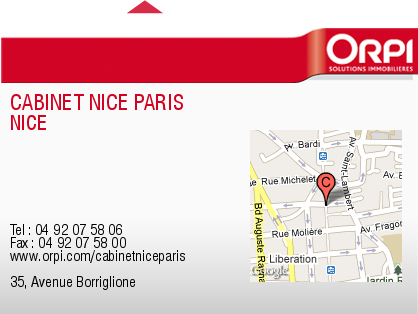 ORPI
SOLUTIONS IMMOBILIÈRES
CABINET NICE PARIS
NICE
Av. Bardi
Av. Saint-Lambert
Rue Michelet
C
Bd Auguste Rayna
Rue Molière
Av. Fragon
Liberation
Google
Jardin P
Tel : 04 92 07 58 06
Fax : 04 92 07 58 00
www.orpi.com/cabinetniceparis
35, Avenue Borriglione